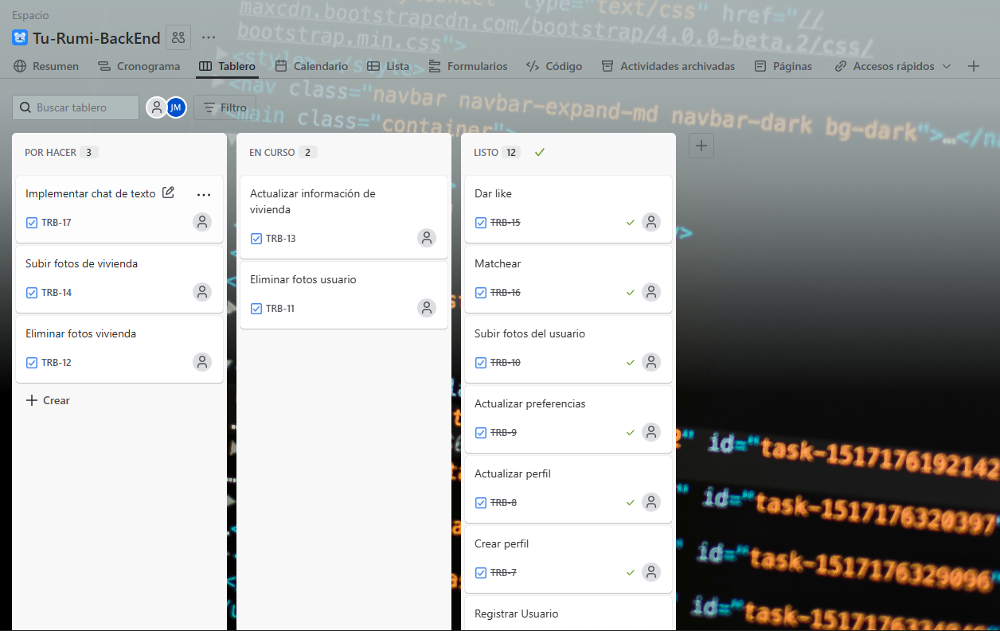 Espacio
Tu-Rumi-BackEnd
Resumen
Cronograma
Tablero
Calendario
Lista
Formularios
Código
Actividades archivadas
Páginas
Accesos rápidos
Buscar tablero
JM
Filtro
POR HACER 3
Implementar chat de texto
TRB-17
Subir fotos de vivienda
TRB-14
Eliminar fotos vivienda
TRB-12
Crear
EN CURSO 2
Actualizar información de
vivienda
TRB-13
Eliminar fotos usuario
TRB-11
LISTO 12
Dar like
TRB-15
Matchear
TRB-16
Subir fotos del usuario
TRB-10
Actualizar preferencias
TRB-9
Actualizar perfil
TRB-8
Crear perfil
TRB-7
Registrar Usuario
type="text/css" href="//
maxcdn.bootstrapcdn.com/bootstrap/4.0.0-beta.2/css/
bootstrap.min.css">
<style>…</style>
<nav class="navbar navbar-expand-md navbar-dark bg-dark">…</na
<main class="container">
" id="task-1517176192142
" id="task-1517176320397"
" id="task-1517176329096"
id="task-15171763